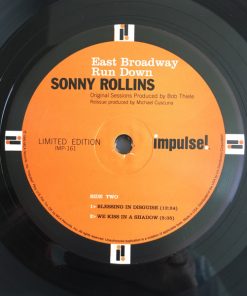 East Broadway
Run Down
SONNY ROLLINS
Original Sessions Produced by Bob Thiele
Reissue produced by Michael Cuscuna
LIMITED EDITION
IMP-161
impulse!
SIDE TWO
1- BLESSING IN DISGUISE (12:24)
2- WE KISS IN A SHADOW (5:35)